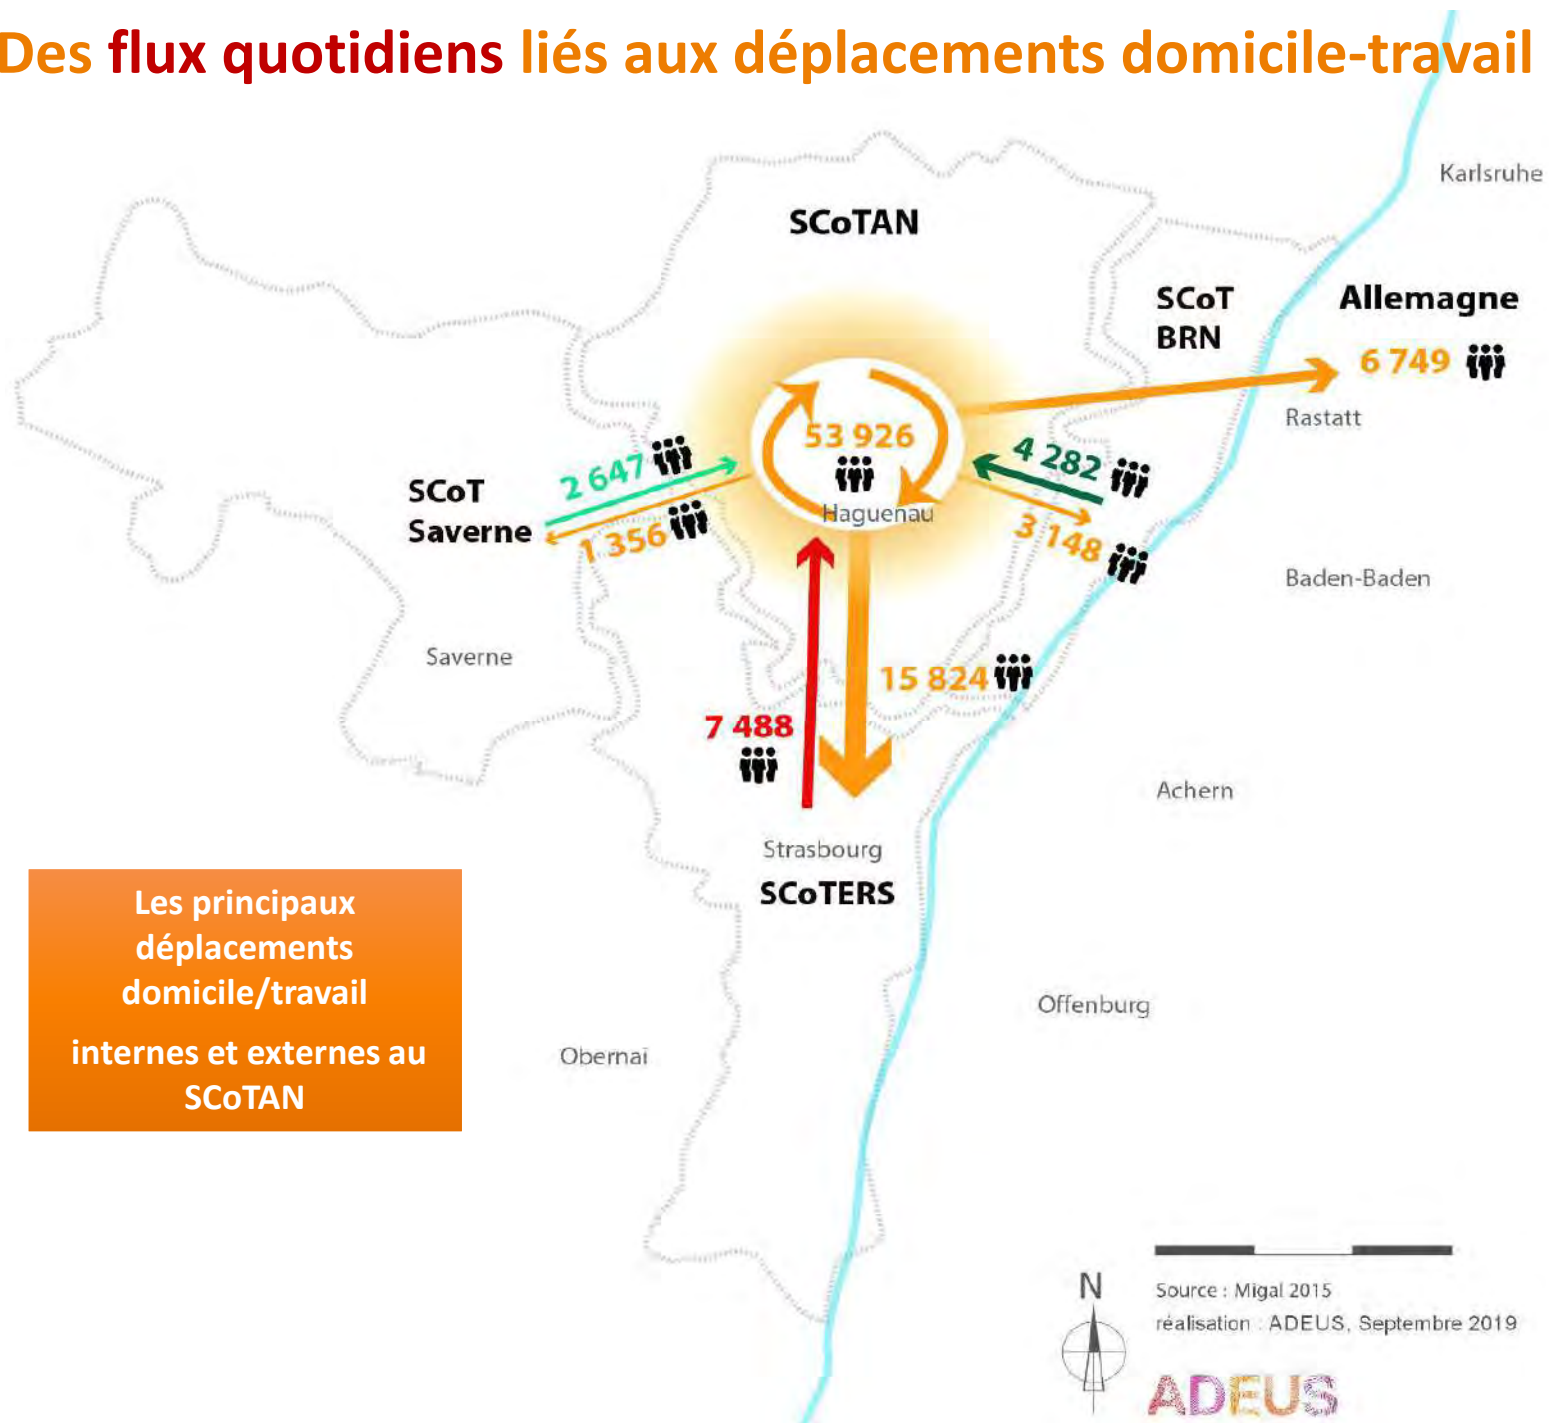 Des flux quotidiens liés aux déplacements domicile-travail
Karlsruhe
SCoTAN
SCoT
BRN
Allemagne
6 749
Rastatt
53 926
Haguenau
4 282
3 148
2 647
1 356
SCoT
Saverne
Baden-Baden
Saverne
15 824
7 488
Achern
Strasbourg
SCoTERS
Les principaux
déplacements
domicile/travail
internes et externes au
SCoTAN
Offenburg
Obernai
N
Source : Migal 2015
réalisation : ADEUS, Septembre 2019
ADEUS